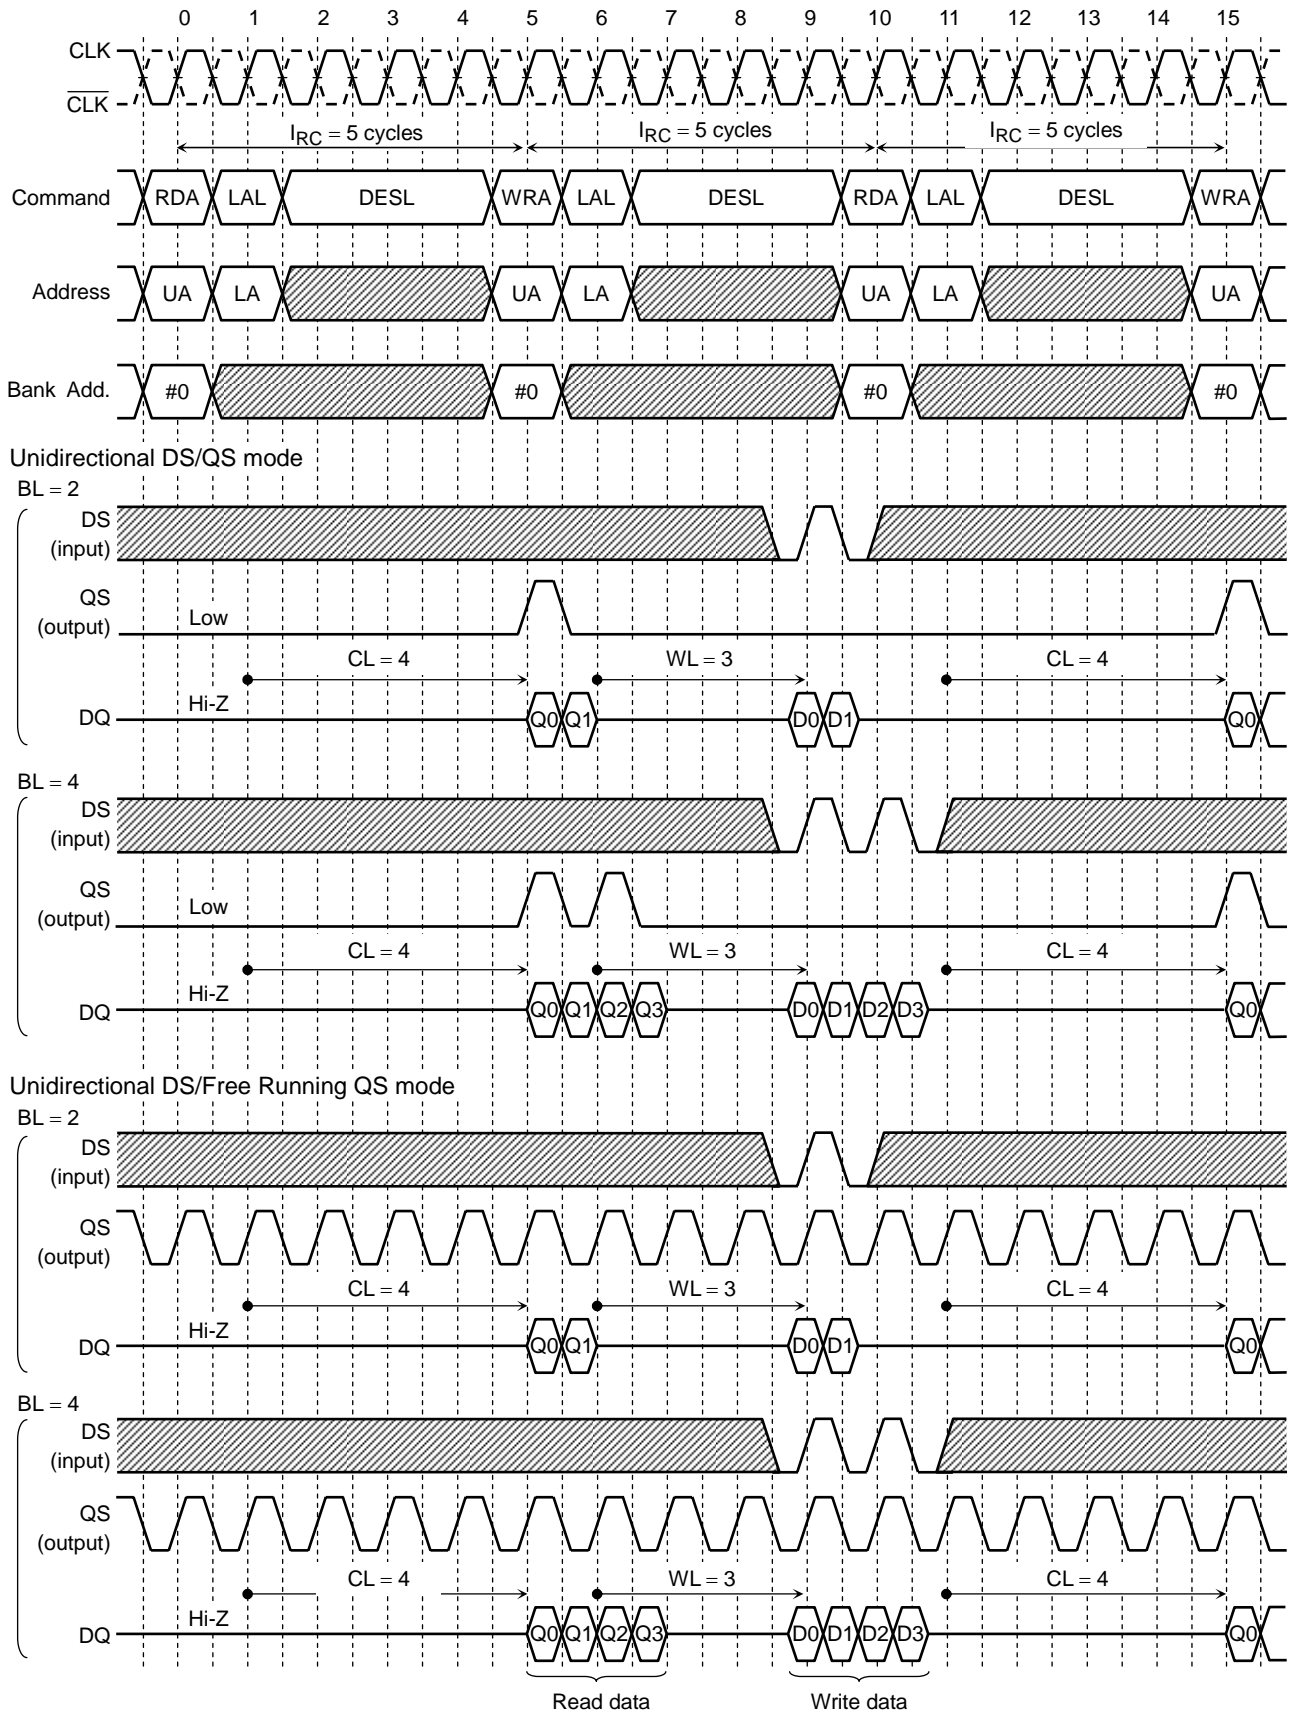 0 1 2 3 4 5 6 7 8 9 10 11 12 13 14 15
CLK
CLK
IRC = 5 cycles IRC = 5 cycles IRC = 5 cycles
Command RDA LAL DESL WRA LAL DESL RDA LAL DESL WRA
Address UA LA UA LA UA LA UA
Bank Add. #0 #0 #0 #0
Unidirectional DS/QS mode
BL = 2
DS
(input)
QS
(output) Low
CL = 4 WL = 3 CL = 4
Hi-Z
DQ Q0 Q1 D0 D1 Q0
BL = 4
DS
(input)
QS
(output) Low
CL = 4 WL = 3 CL = 4
Hi-Z
DQ Q0 Q1 Q2 Q3 D0 D1 D2 D3 Q0
Unidirectional DS/Free Running QS mode
BL = 2
DS
(input)
QS
(output)
CL = 4 WL = 3 CL = 4
Hi-Z
DQ Q0 Q1 D0 D1 Q0
BL = 4
DS
(input)
QS
(output)
CL = 4 WL = 3 CL = 4
Hi-Z
DQ Q0 Q1 Q2 Q3 D0 D1 D2 D3 Q0
Read data Write data